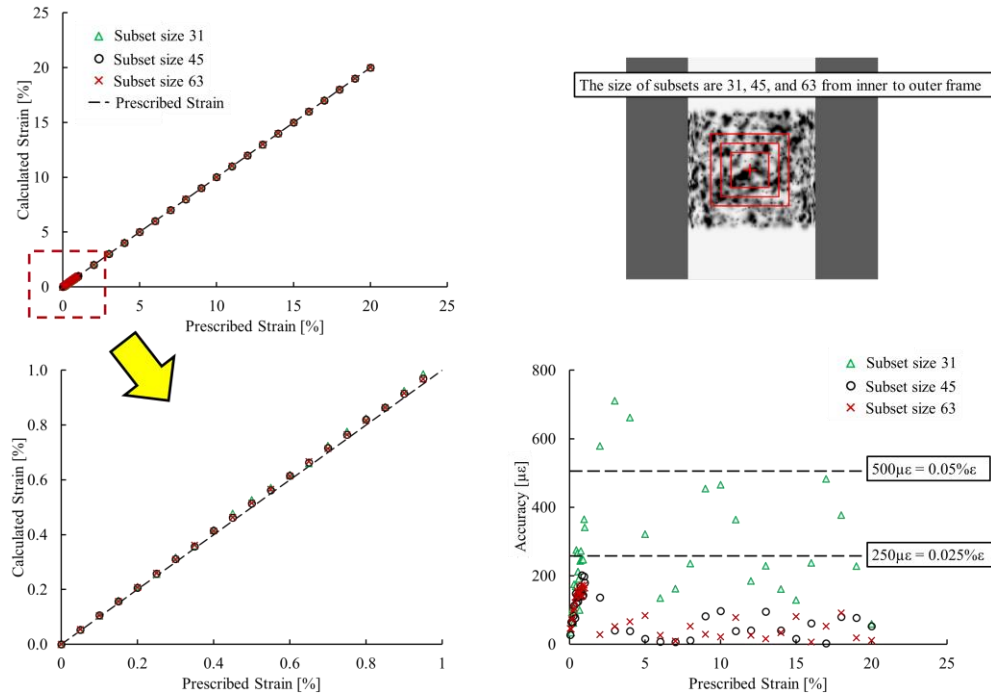 25
20
15
10
5
0
Calculated Strain [%]
Subset size 31
Subset size 45
Subset size 63
Prescribed Strain
0
5
10
15
20
25
Prescribed Strain [%]
The size of subsets are 31, 45, and 63 from inner to outer frame
1.0
0.8
0.6
0.4
0.2
0.0
Calculated Strain [%]
0
0.2
0.4
0.6
0.8
1
Prescribed Strain [%]
Subset size 31
Subset size 45
Subset size 63
800
600
400
200
0
Accuracy [µε]
500µε = 0.05%ε
250µε = 0.025%ε
0
5
10
15
20
25
Prescribed Strain [%]